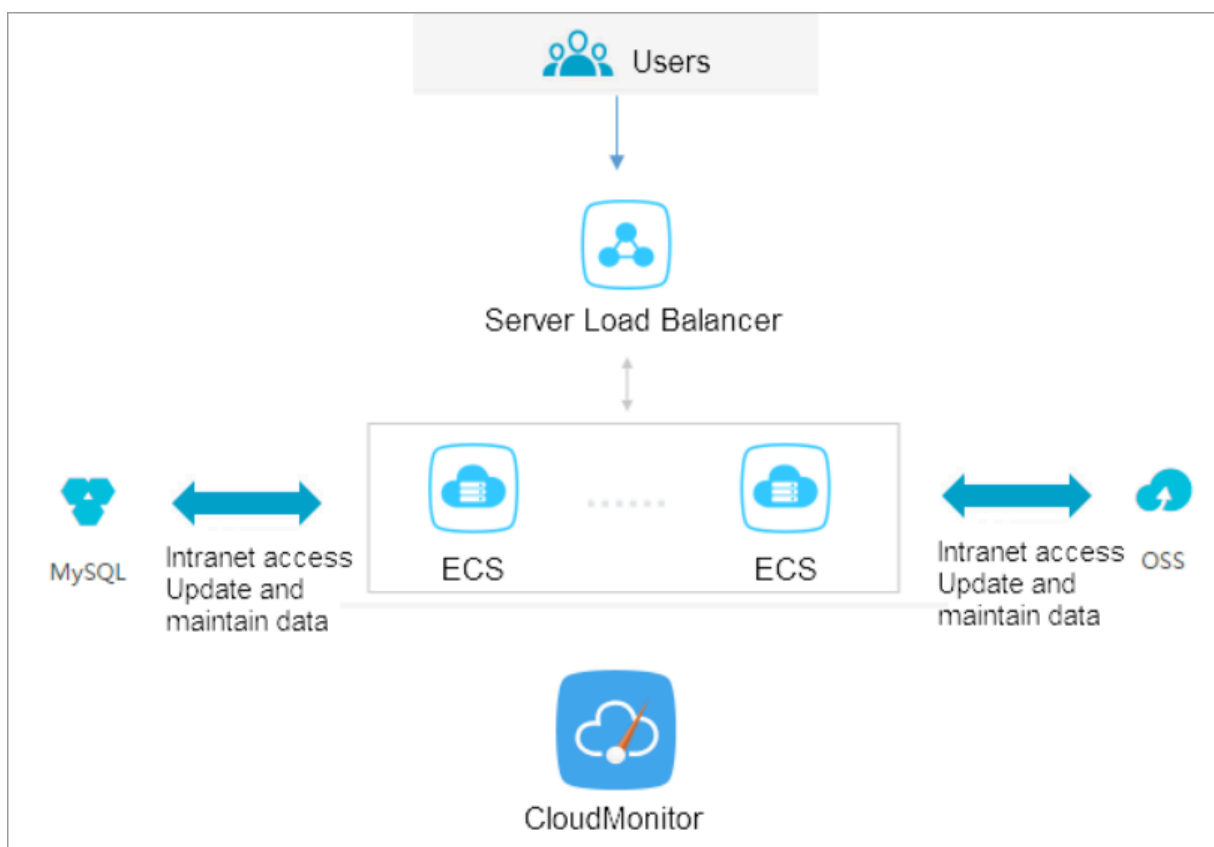 Users
Server Load Balancer
ECS
......
ECS
MySQL
Intranet access
Update and
maintain data
Intranet access
Update and
maintain data
OSS
CloudMonitor